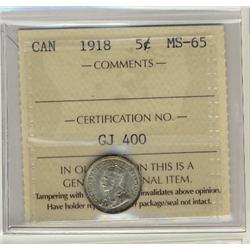 CAN 1918 5¢ MS-65
— COMMENTS —
— CERTIFICATION NO. —
GJ 400
IN O IN THIS IS A
GEN NAL ITEM.
Tampering with invalidates above opinion.
Have holder r package/seal not intact.